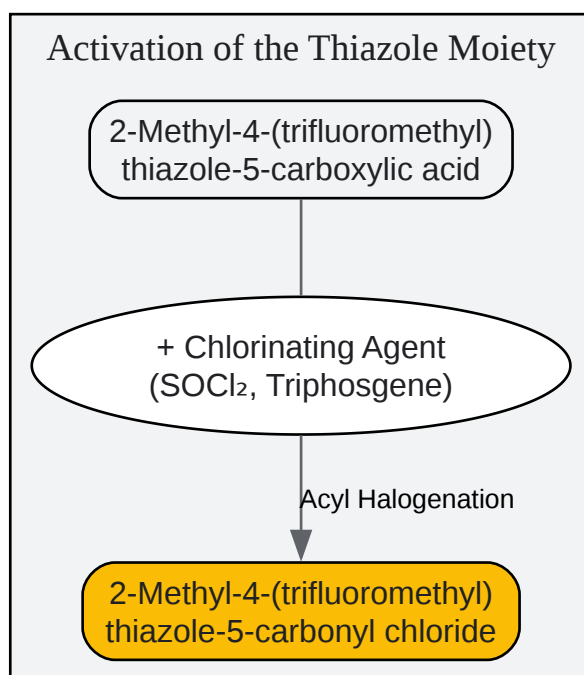 Activation of the Thiazole Moiety
2-Methyl-4-(trifluoromethyl)
thiazole-5-carboxylic acid
+ Chlorinating Agent
(SOCl₂, Triphosgene)
Acyl Halogenation
2-Methyl-4-(trifluoromethyl)
thiazole-5-carbonyl chloride